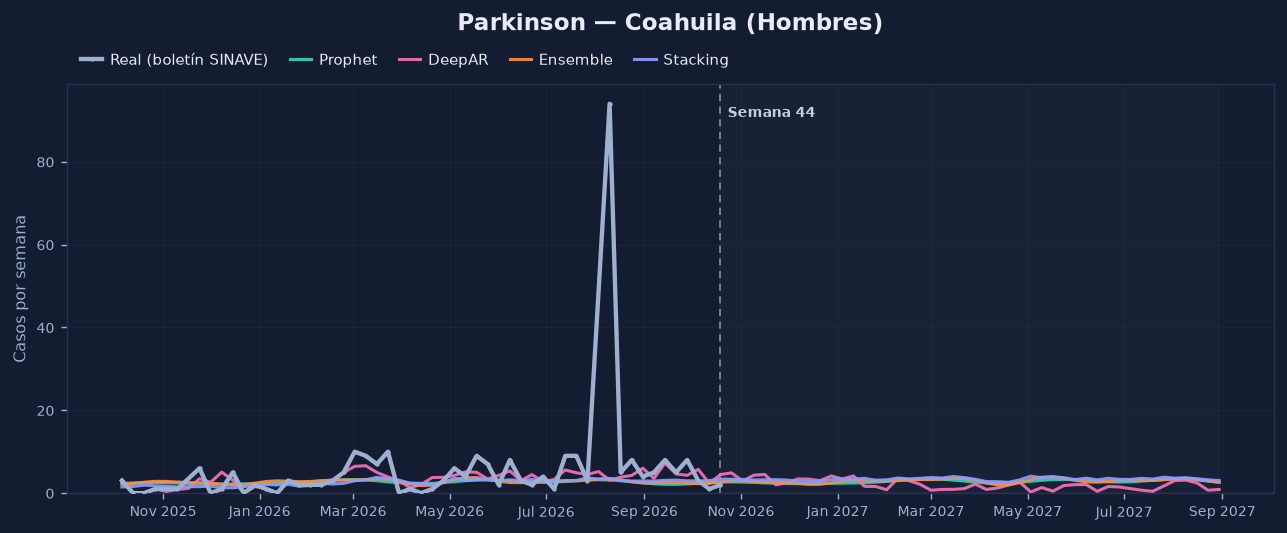 Parkinson — Coahuila (Hombres)
Real (boletín SINAVE) Prophet DeepAR Ensemble Stacking
Semana 44
Casos por semana
80
60
40
20
0
Nov 2025 Jan 2026 Mar 2026 May 2026 Jul 2026 Sep 2026 Nov 2026 Jan 2027 Mar 2027 May 2027 Jul 2027 Sep 2027